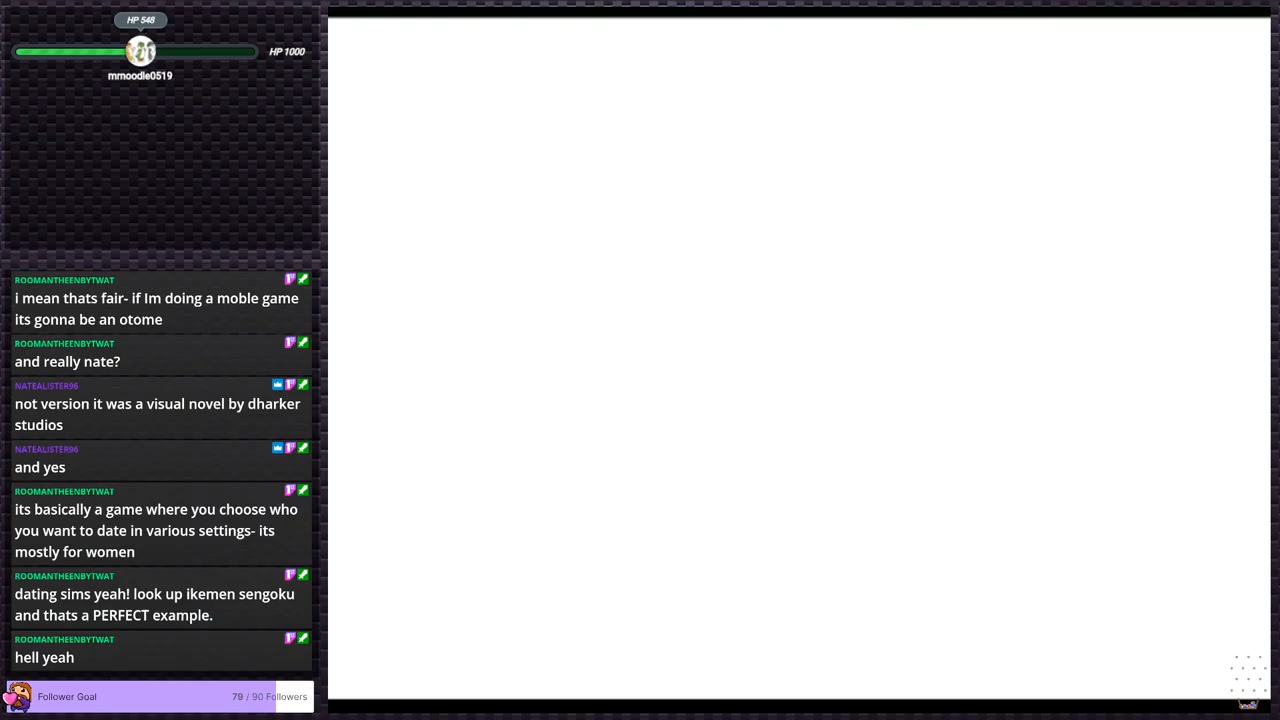 HP 548
HP 1000
mmoodle0519
ROOMANTHEENBYTWAT
i mean thats fair- if Im doing a moble game
its gonna be an otome
ROOMANTHEENBYTWAT
and really nate?
NATEALISTER96
not version it was a visual novel by dharker
studios
NATEALISTER96
and yes
ROOMANTHEENBYTWAT
its basically a game where you choose who
you want to date in various settings- its
mostly for women
ROOMANTHEENBYTWAT
dating sims yeah! look up ikemen sengoku
and thats a PERFECT example.
ROOMANTHEENBYTWAT
hell yeah
Follower Goal
79 / 90 Followers